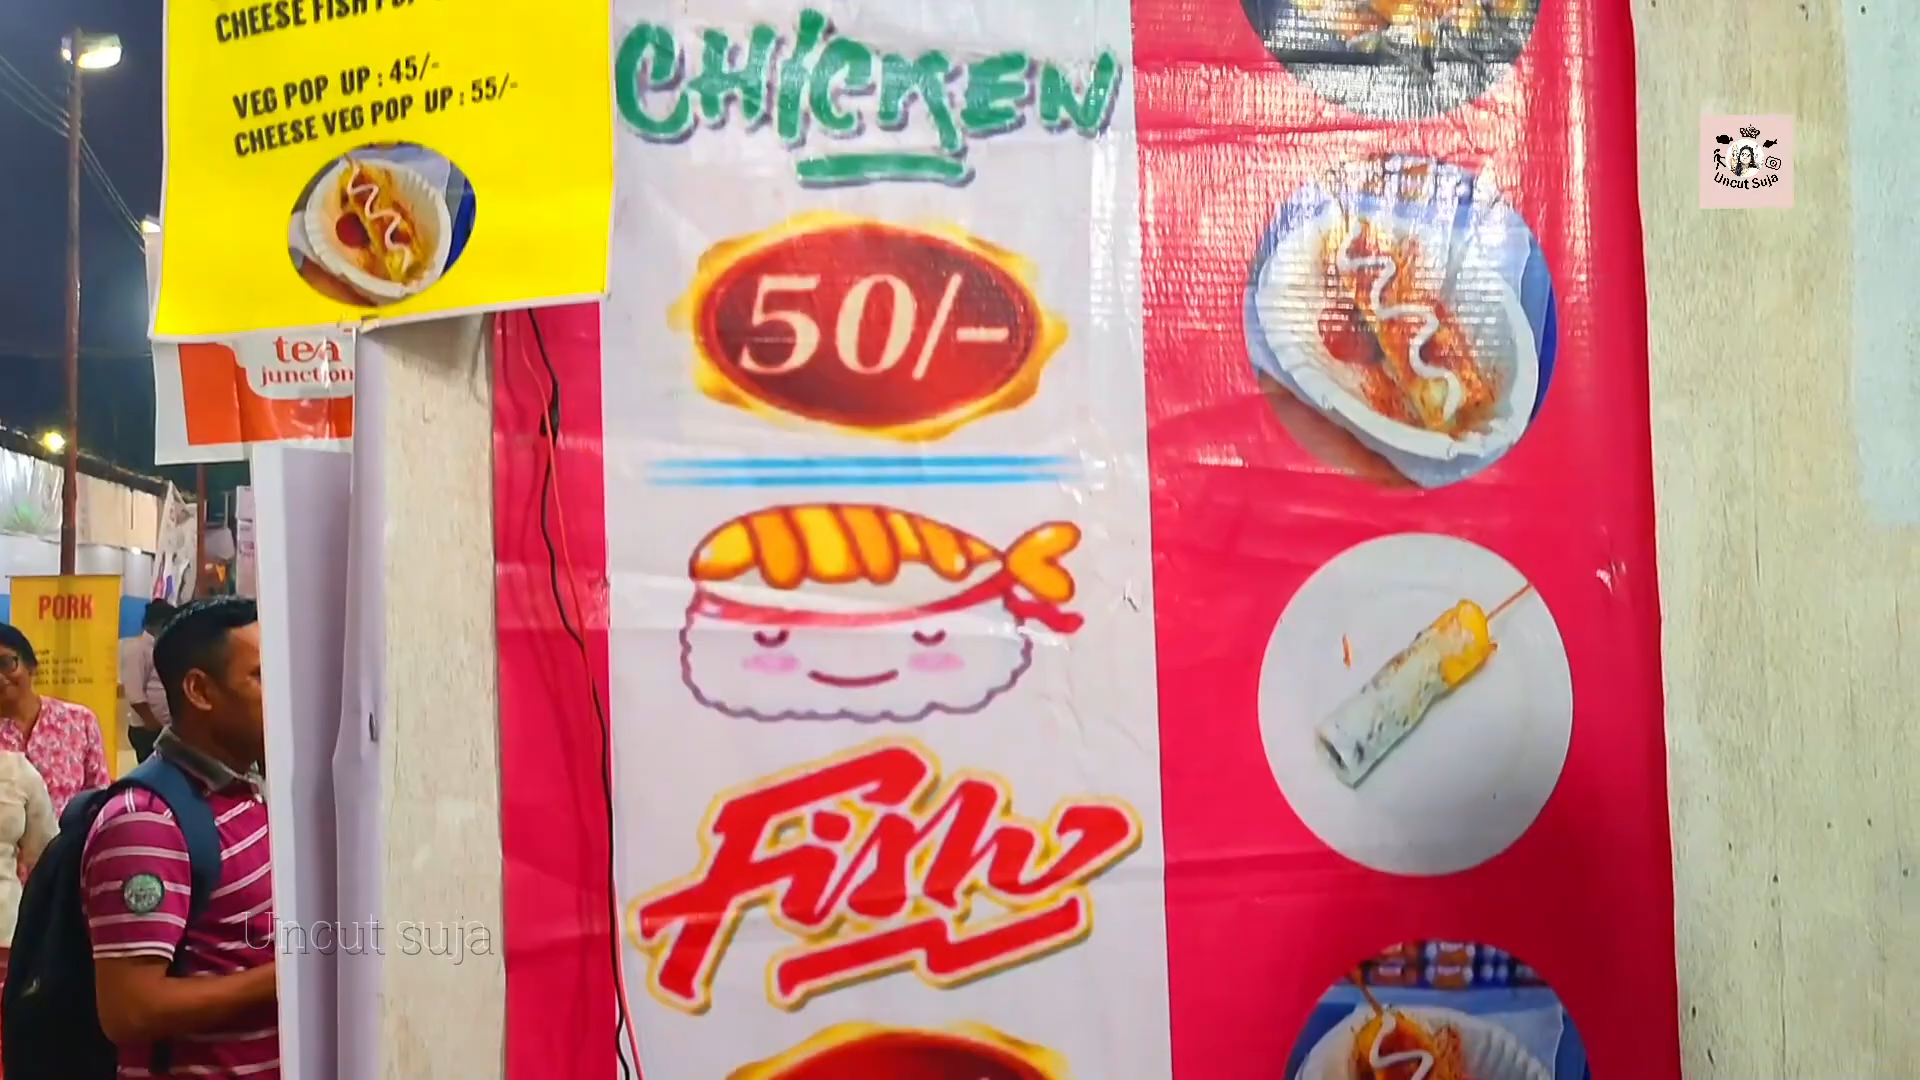 CHEESE FISH POP
VEG POP UP : 45/-
CHEESE VEG POP UP : 55/-
CHICKEN
50/-
Fish
tea
junction
PORK
Uncut Suja
Uncut suja